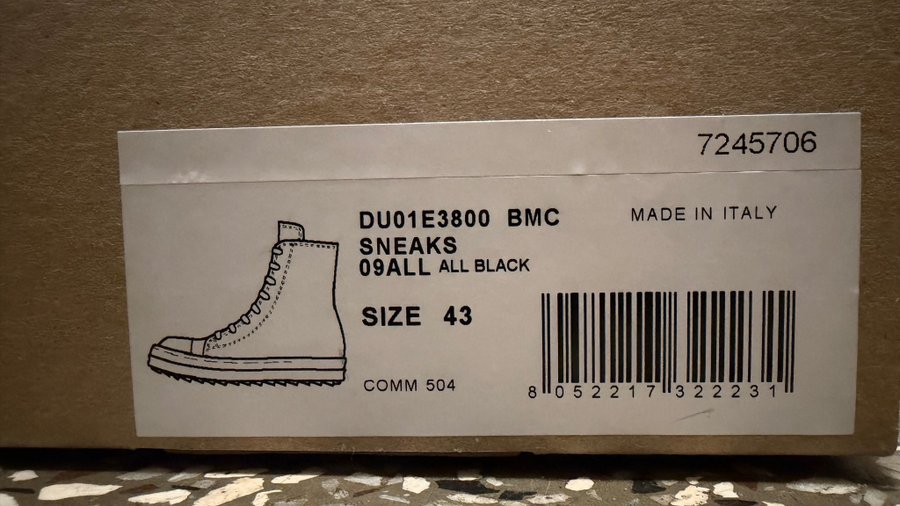 7245706
DU01E3800 BMC
MADE IN ITALY
SNEAKS
09ALL ALL BLACK
SIZE 43
COMM 504
8 052217 322231